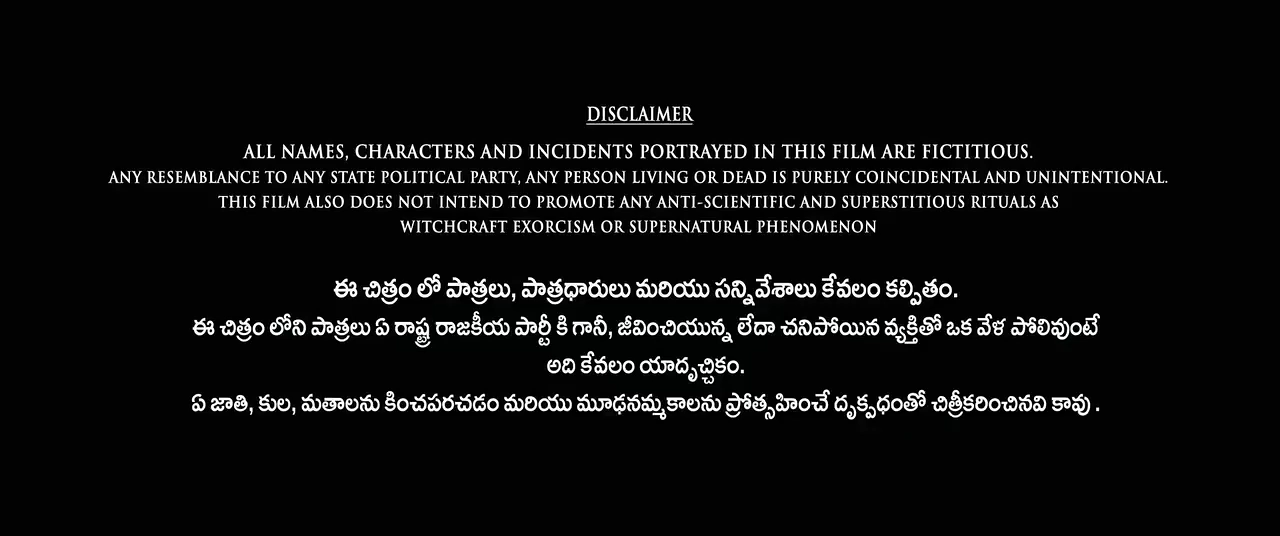 DISCLAIMER
ALL NAMES, CHARACTERS AND INCIDENTS PORTRAYED IN THIS FILM ARE FICTITIOUS.
ANY RESEMBLANCE TO ANY STATE POLITICAL PARTY, ANY PERSON LIVING OR DEAD IS PURELY COINCIDENTAL AND UNINTENTIONAL.
THIS FILM ALSO DOES NOT INTEND TO PROMOTE ANY ANTI-SCIENTIFIC AND SUPERSTITIOUS RITUALS AS
WITCHCRAFT EXORCISM OR SUPERNATURAL PHENOMENON
ఈ చిత్రం లో పాత్రలు, పాత్రధారులు మరియు సన్నివేశాలు కేవలం కల్పితం.
ఈ చిత్రం లోని పాత్రలు ఏ రాష్ట్ర రాజకీయ పార్టీ కి గానీ, జీవించియున్న లేదా చనిపోయిన వ్యక్తితో ఒక వేళ పోలివుంటే
అది కేవలం యాదృచ్చికం.
ఏ జాతి, కుల, మతాలను కించపరచడం మరియు మూఢనమ్మకాలను ప్రోత్సహించే దృక్పధంతో చిత్రీకరించినవి కావు .